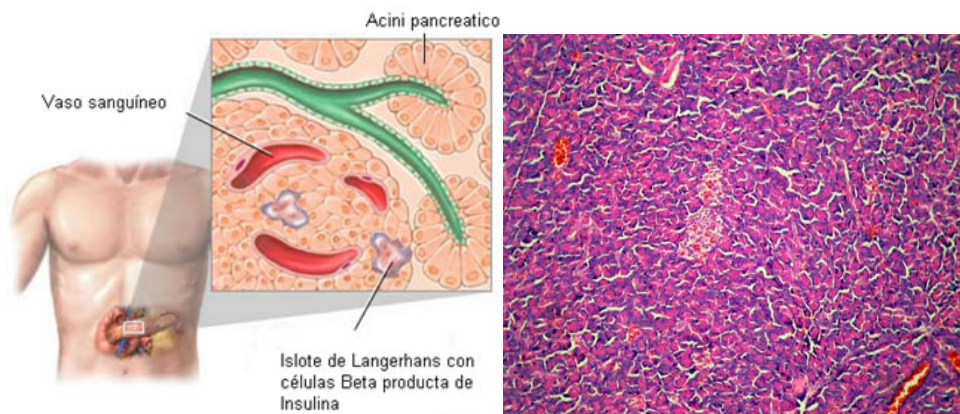 Acini pancreatico
Vaso sanguíneo
Islote de Langerhans con
células Beta producta de
Insulina